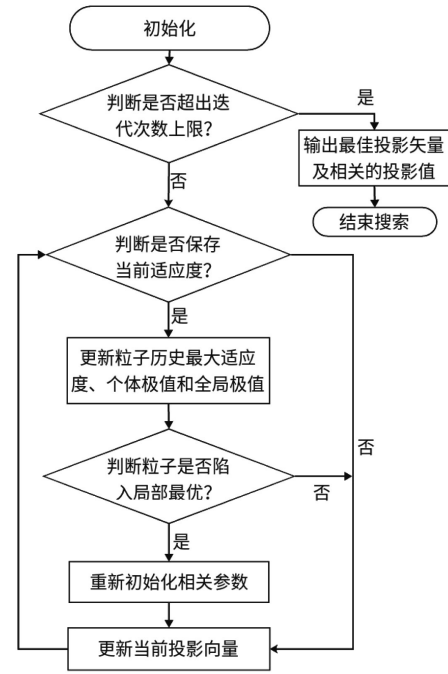 初始化
判断是否超出迭
代次数上限？
是
输出最佳投影矢量
及相关的投影值
结束搜索
否
判断是否保存
当前适应度？
是
更新粒子历史最大适应
度、个体极值和全局极值
否
判断粒子是否陷
入局部最优？
否
是
重新初始化相关参数
更新当前投影向量